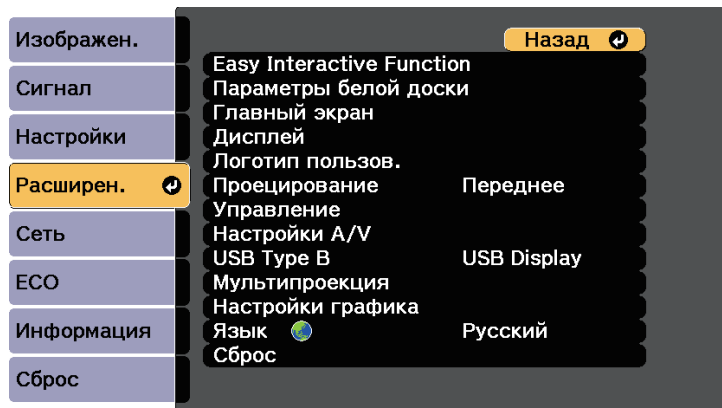 Изображен.
Сигнал
Настройки
Расширен.
Сеть
ECO
Информация
Сброс
Назад
Easy Interactive Function
Параметры белой доски
Главный экран
Дисплей
Логотип пользов.
Проецирование Переднее
Управление
Настройки A/V
USB Type B USB Display
Мультипроекция
Настройки графика
Язык Русский
Сброс